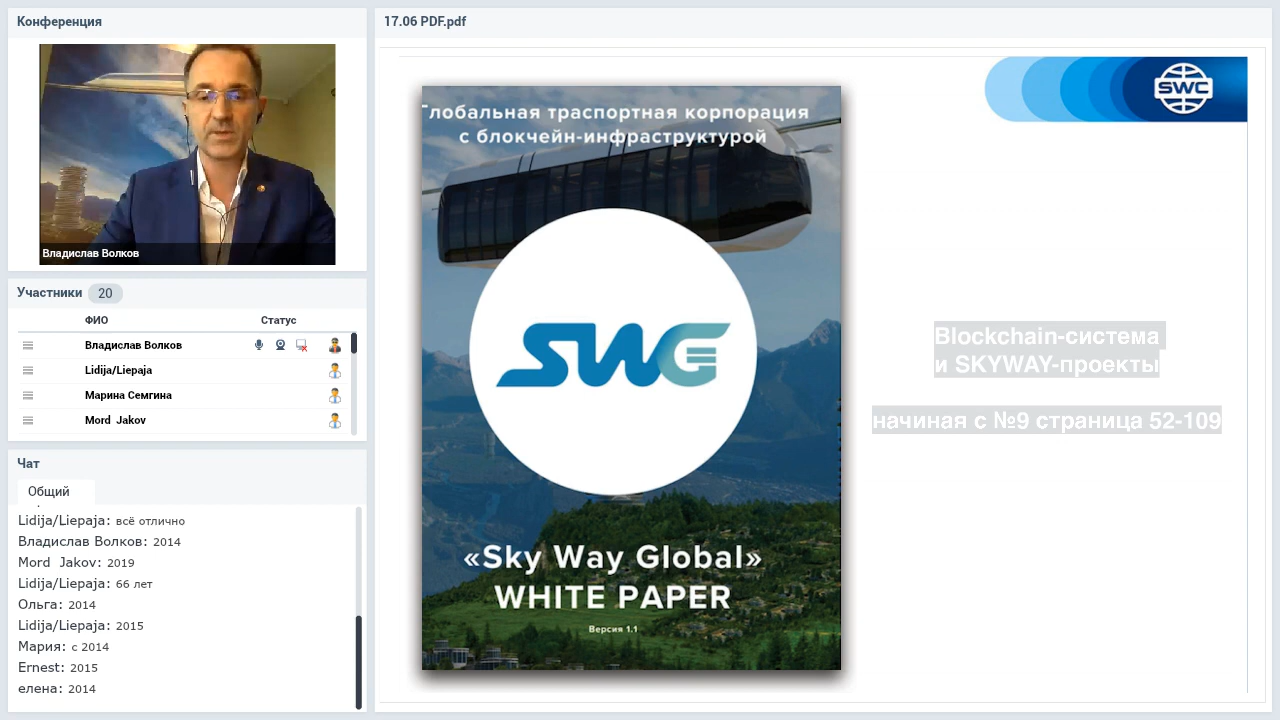 Конференция
Владислав Волков
Участники 20
ФИО Статус
Владислав Волков
Lidija/Liepaja
Марина Семгина
Mord Jakov
Чат
Общий
Lidija/Liepaja: всё отлично
Владислав Волков: 2014
Mord Jakov: 2019
Lidija/Liepaja: 66 лет
Ольга: 2014
Lidija/Liepaja: 2015
Мария: с 2014
Ernest: 2015
елена: 2014
17.06 PDF.pdf
SWC
Глобальная траспортная корпорация
с блокчейн-инфраструктурой
SWG
«Sky Way Global»
WHITE PAPER
Версия 1.1
Blockchain-система
и SKYWAY-проекты
начиная с №9 страница 52-109